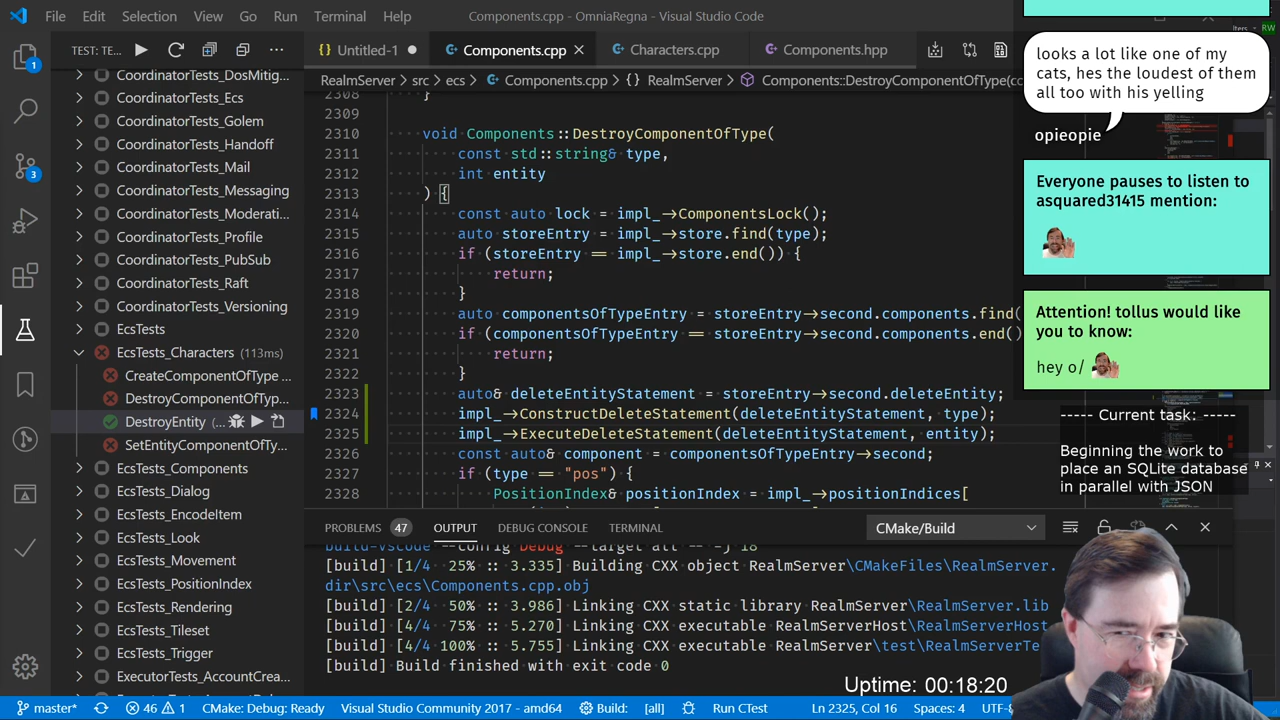 File Edit Selection View Go Run Terminal Help Components.cpp - OmniaRegna - Visual Studio Code
TEST: TE...
Untitled-1
Components.cpp
Characters.cpp
Components.hpp
RealmServer > src > ecs > Components.cpp > {} RealmServer > Components::DestroyComponentOfType(cc
1
3
CoordinatorTests_DosMitig...
CoordinatorTests_Ecs
CoordinatorTests_Golem
CoordinatorTests_Handoff
CoordinatorTests_Mail
CoordinatorTests_Messaging
CoordinatorTests_Moderati...
CoordinatorTests_Profile
CoordinatorTests_PubSub
CoordinatorTests_Raft
CoordinatorTests_Versioning
EcsTests
EcsTests_Characters (113ms)
CreateComponentOfType ...
DestroyComponentOfTyp...
DestroyEntity (...
SetEntityComponentOfTy...
EcsTests_Components
EcsTests_Dialog
EcsTests_EncodeItem
EcsTests_Look
EcsTests_Movement
EcsTests_PositionIndex
EcsTests_Rendering
EcsTests_Tileset
EcsTests_Trigger
ExecutorTests_AccountCrea...
2308 }
2309
2310 void Components::DestroyComponentOfType(
2311 const std::string& type,
2312 int entity
2313 ) {
2314 const auto lock = impl_->ComponentsLock();
2315 auto storeEntry = impl_->store.find(type);
2316 if (storeEntry == impl_->store.end()) {
2317 return;
2318 }
2319 auto componentsOfTypeEntry = storeEntry->second.components.find(
2320 if (componentsOfTypeEntry == storeEntry->second.components.end()
2321 return;
2322 }
2323 auto& deleteEntityStatement = storeEntry->second.deleteEntity;
2324 impl_->ConstructDeleteStatement(deleteEntityStatement, type);
2325 impl_->ExecuteDeleteStatement(deleteEntityStatement, entity);
2326 const auto& component = componentsOfTypeEntry->second;
2327 if (type == "pos") {
2328 PositionIndex& positionIndex = impl_->positionIndices[
PROBLEMS 47 OUTPUT DEBUG CONSOLE TERMINAL CMake/Build
build-vscode --config Debug --target all -- -j 18
[build] [1/4 25% :: 3.335] Building CXX object RealmServer\CMakeFiles\RealmServer.
dir\src\ecs\Components.cpp.obj
[build] [2/4 50% :: 3.986] Linking CXX static library RealmServer\RealmServer.lib
[build] [4/4 75% :: 5.270] Linking CXX executable RealmServerHost
[build] [4/4 100% :: 5.755] Linking CXX executable RealmServer\test\RealmServerTe
[build] Build finished with exit code 0
Uptime: 00:18:20
looks a lot like one of my
cats, hes the loudest of them
all too with his yelling
opieopie
Everyone pauses to listen to
asquared31415 mention:
Attention! tollus would like
you to know:
hey o/
----- Current task: -----
Beginning the work to
place an SQLite database
in parallel with JSON
master* 46 1 CMake: Debug: Ready Visual Studio Community 2017 - amd64 Build: [all] Run CTest Ln 2325, Col 16 Spaces: 4 UTF-